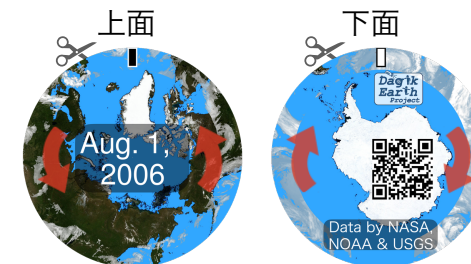 上面
下面
Aug. 1,
2006
Dagik
Earth
Project
Data by NASA,
NOAA & USGS